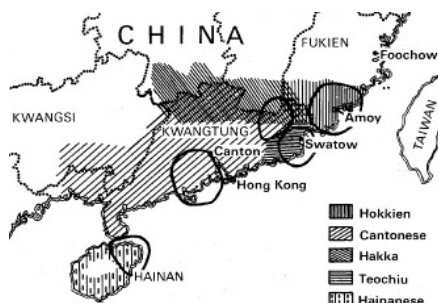 CHINA
FUKIEN
Foochow
KWANGSI
KWANGTUNG
Amoy
TAIWAN
Canton
Swatow
Hong Kong
HAINAN
Hokkien
Cantonese
Hakka
Teochiu
Hainanese